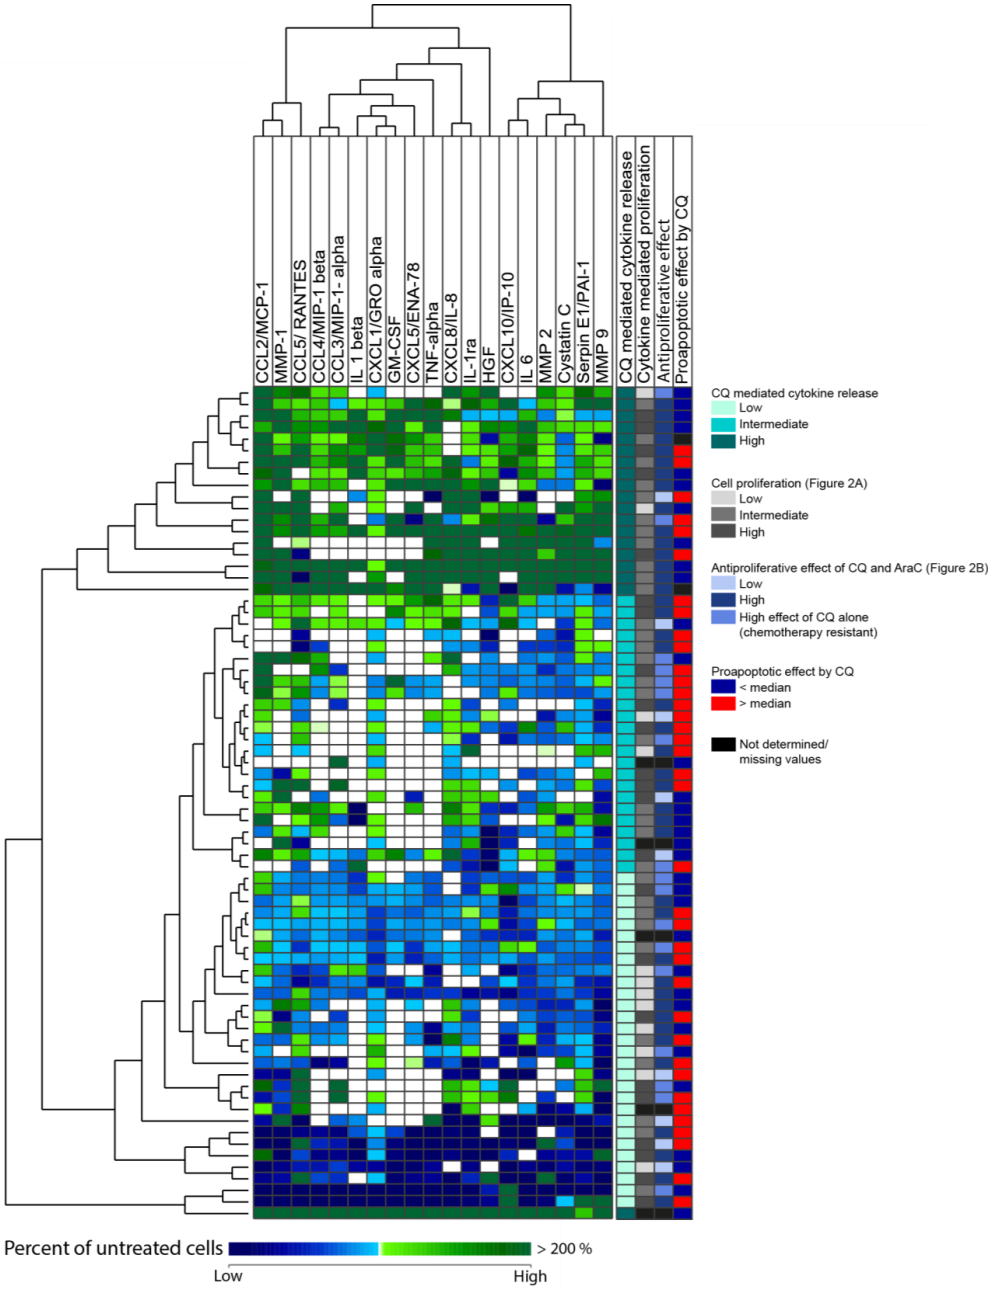 CCL2/MCP-1
MMP-1
CCL5/ RANTES
CCL4/MIP-1 beta
CCL3/MIP-1- alpha
IL 1 beta
CXCL1/GRO alpha
GM-CSF
CXCL5/ENA-78
TNF-alpha
CXCL8/IL-8
IL-1ra
HGF
CXCL10/IP-10
IL 6
MMP 2
Cystatin C
Serpin E1/PAI-1
MMP 9
CQ mediated cytokine release
Cytokine mediated proliferation
Antiproliferative effect
Proapoptotic effect by CQ
CQ mediated cytokine release
Low
Intermediate
High
Cell proliferation (Figure 2A)
Low
Intermediate
High
Antiproliferative effect of CQ and AraC (Figure 2B)
Low
High
High effect of CQ alone
(chemotherapy resistant)
Proapoptotic effect by CQ
< median
> median
Not determined/
missing values
Percent of untreated cells
> 200 %
Low
High